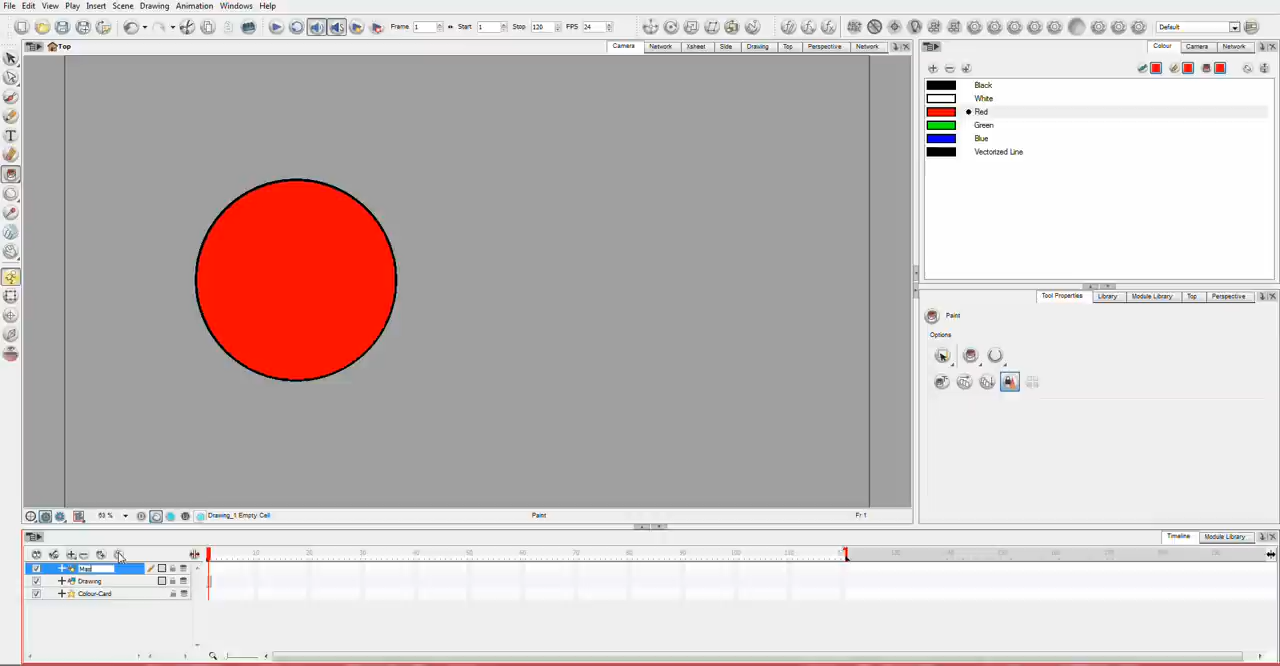 File Edit View Play Insert Scene Drawing Animation Windows Help
Frame 1 Start 1 Stop 120 FPS 24 Default
Top Camera Network Xsheet Side Drawing Top Perspective Network
Colour Camera Network
Black
White
Red
Green
Blue
Vectorized Line
Tool Properties Library Module Library Top Perspective
Paint
Options
Drawing_1 Empty Cell Paint Fr 1
Timeline Module Library
Drawing
Colour-Card